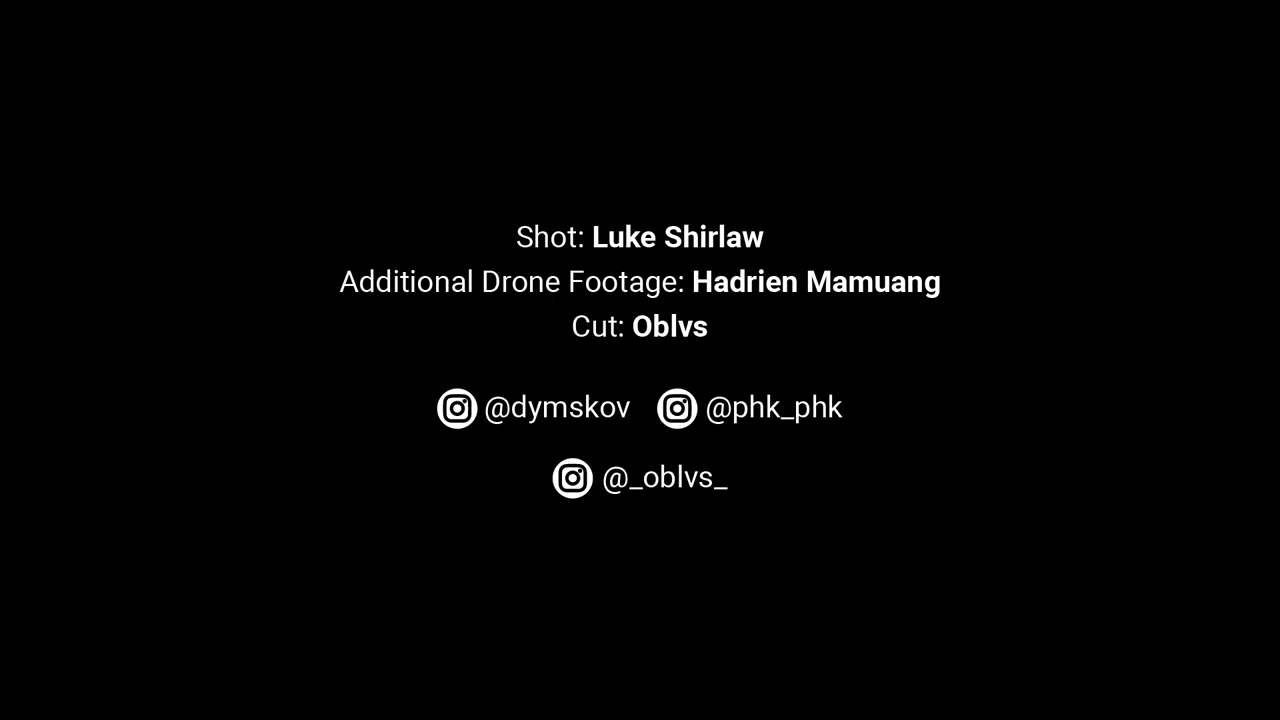 Shot: Luke Shirlaw
Additional Drone Footage: Hadrien Mamuang
Cut: Oblvs
@dymskov @phk_phk
@_oblvs_